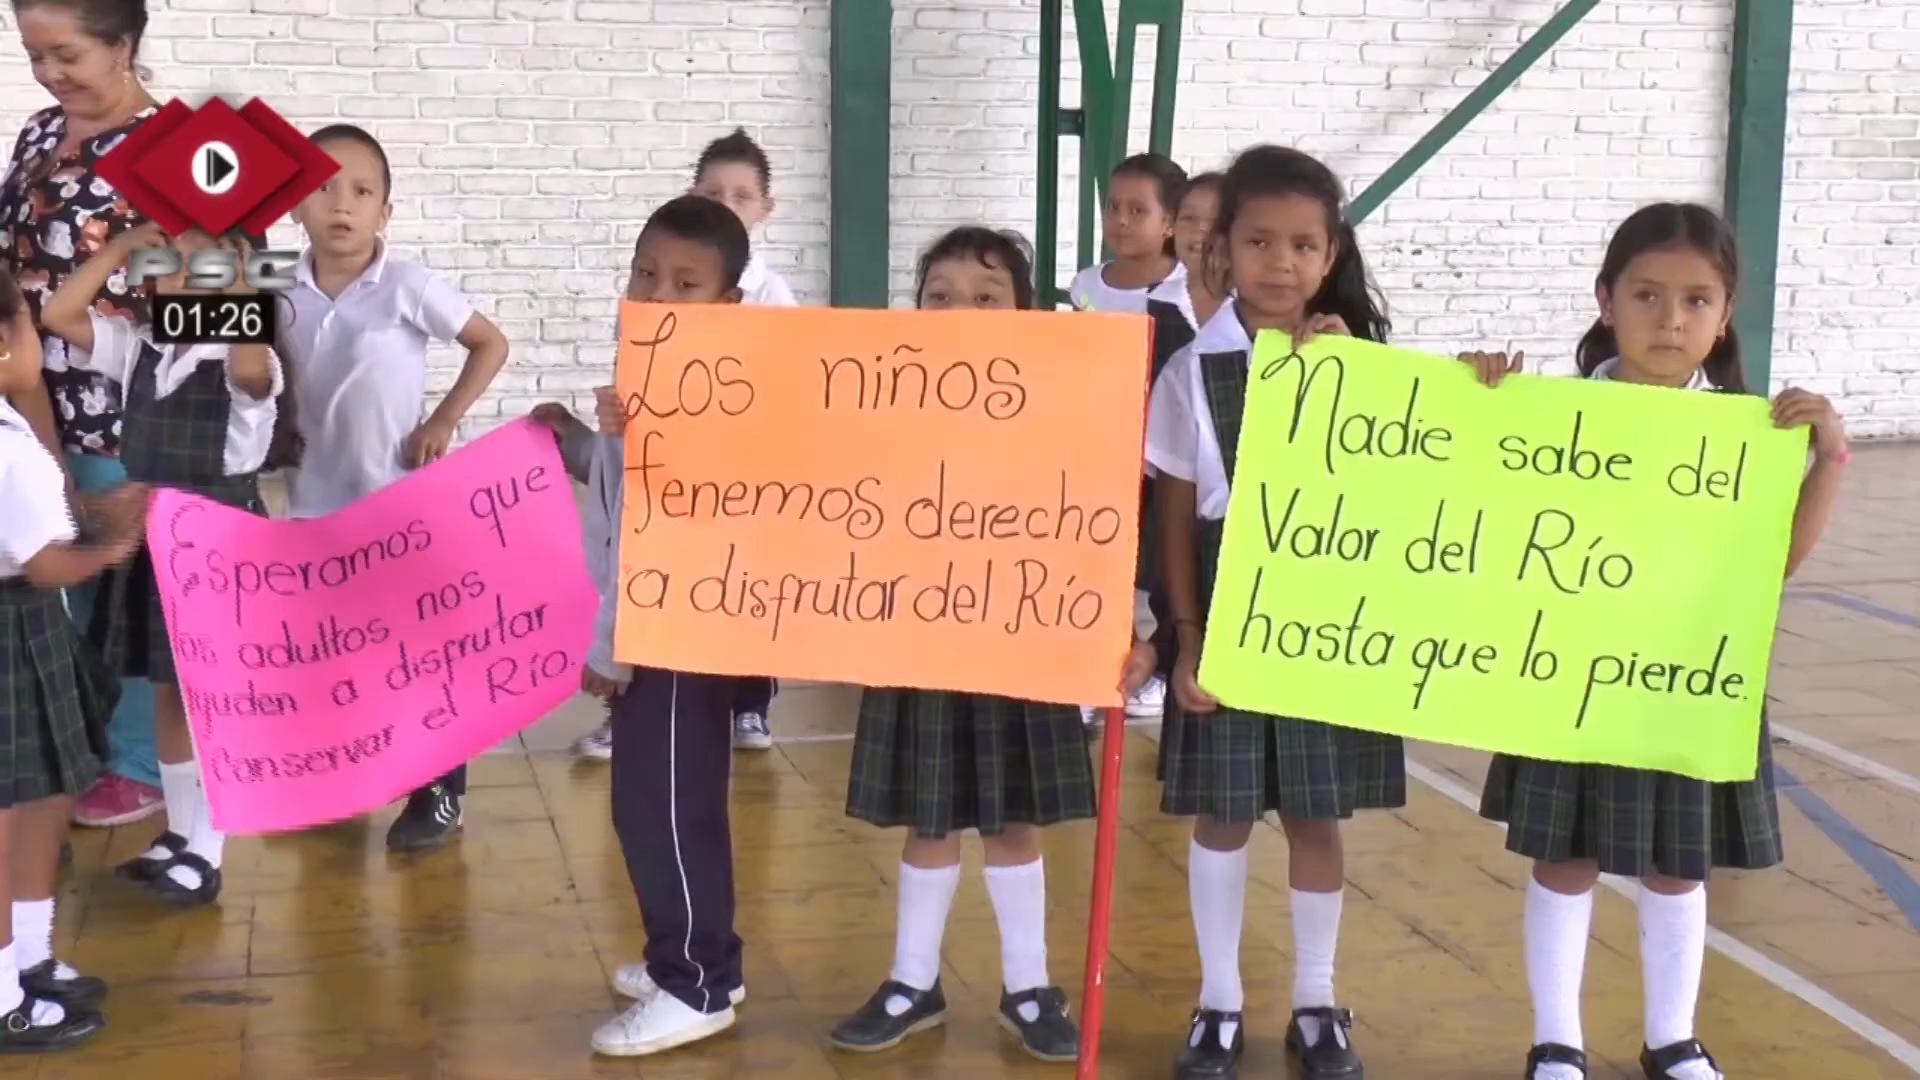 PSC
01:26
Esperamos que
los adultos nos
ayuden a disfrutar
conservar el Río.
Los niños
Tenemos derecho
a disfrutar del Río
Nadie sabe del
Valor del Río
hasta que lo pierde.